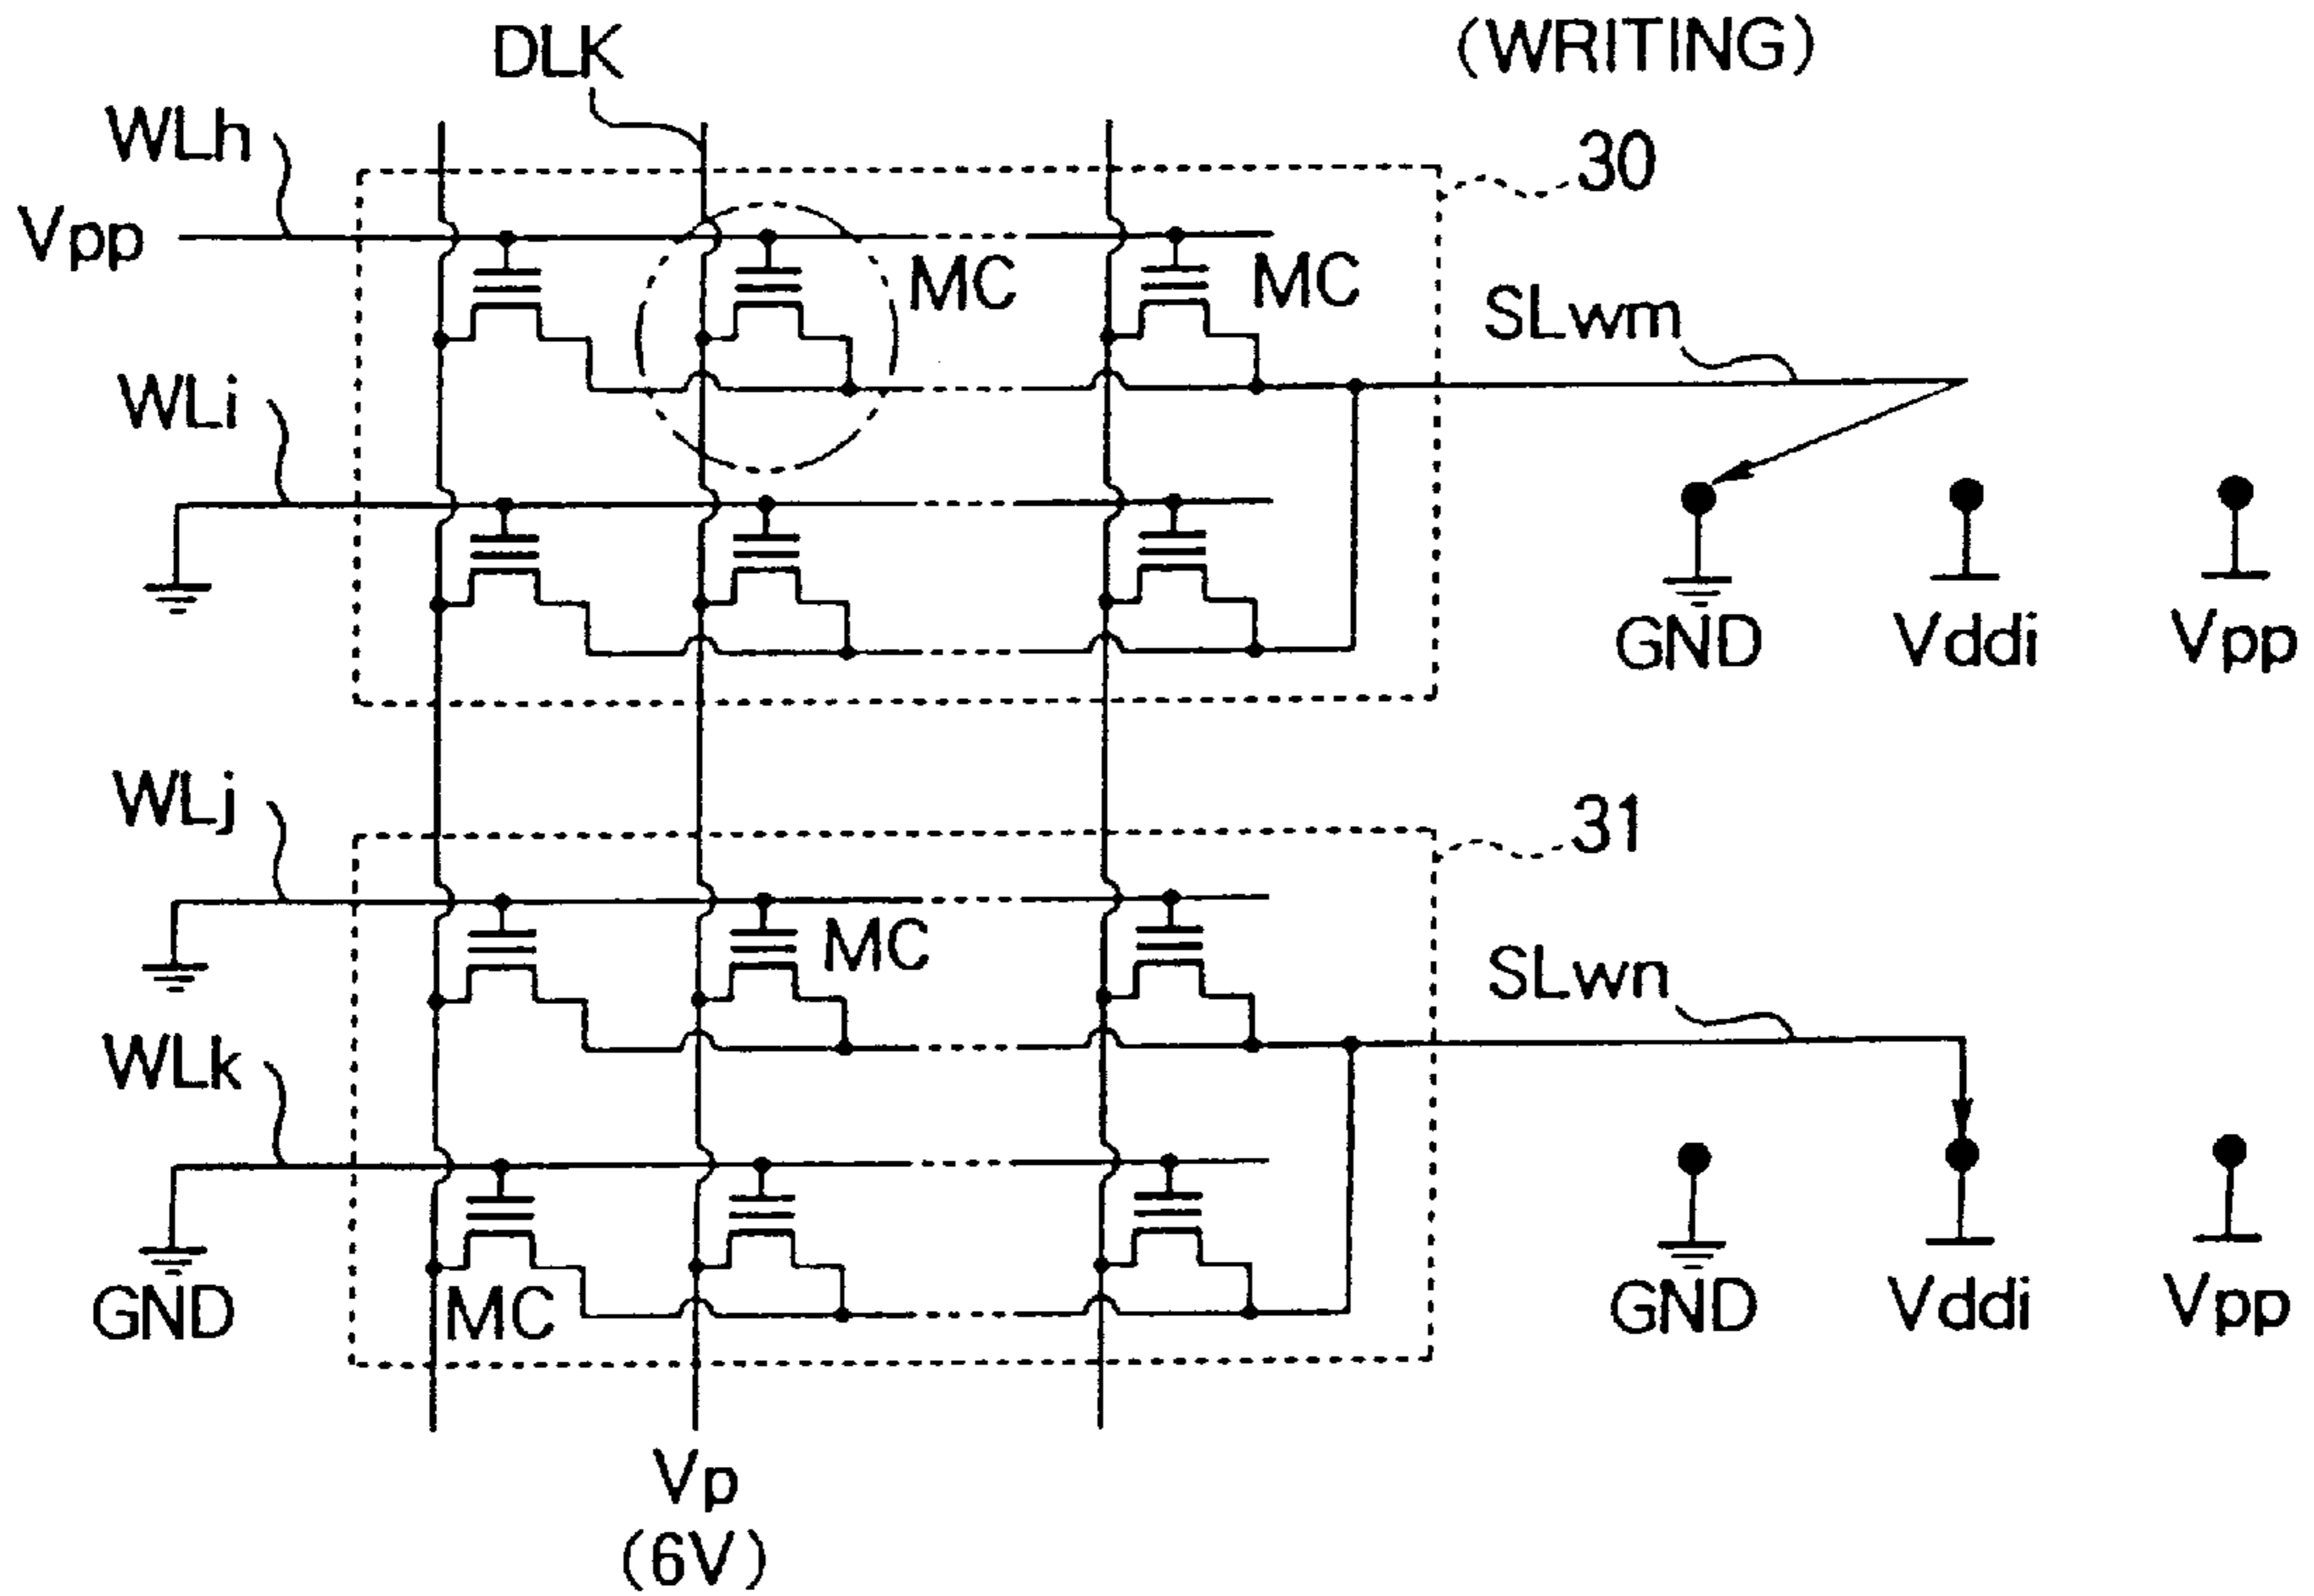 DLK
(WRITING)
WLh
30
Vpp
MC
MC
SLwm
WLi
GND
Vddi
Vpp
WLj
31
MC
SLwn
WLk
GND
MC
GND
Vddi
Vpp
Vp
(6V)